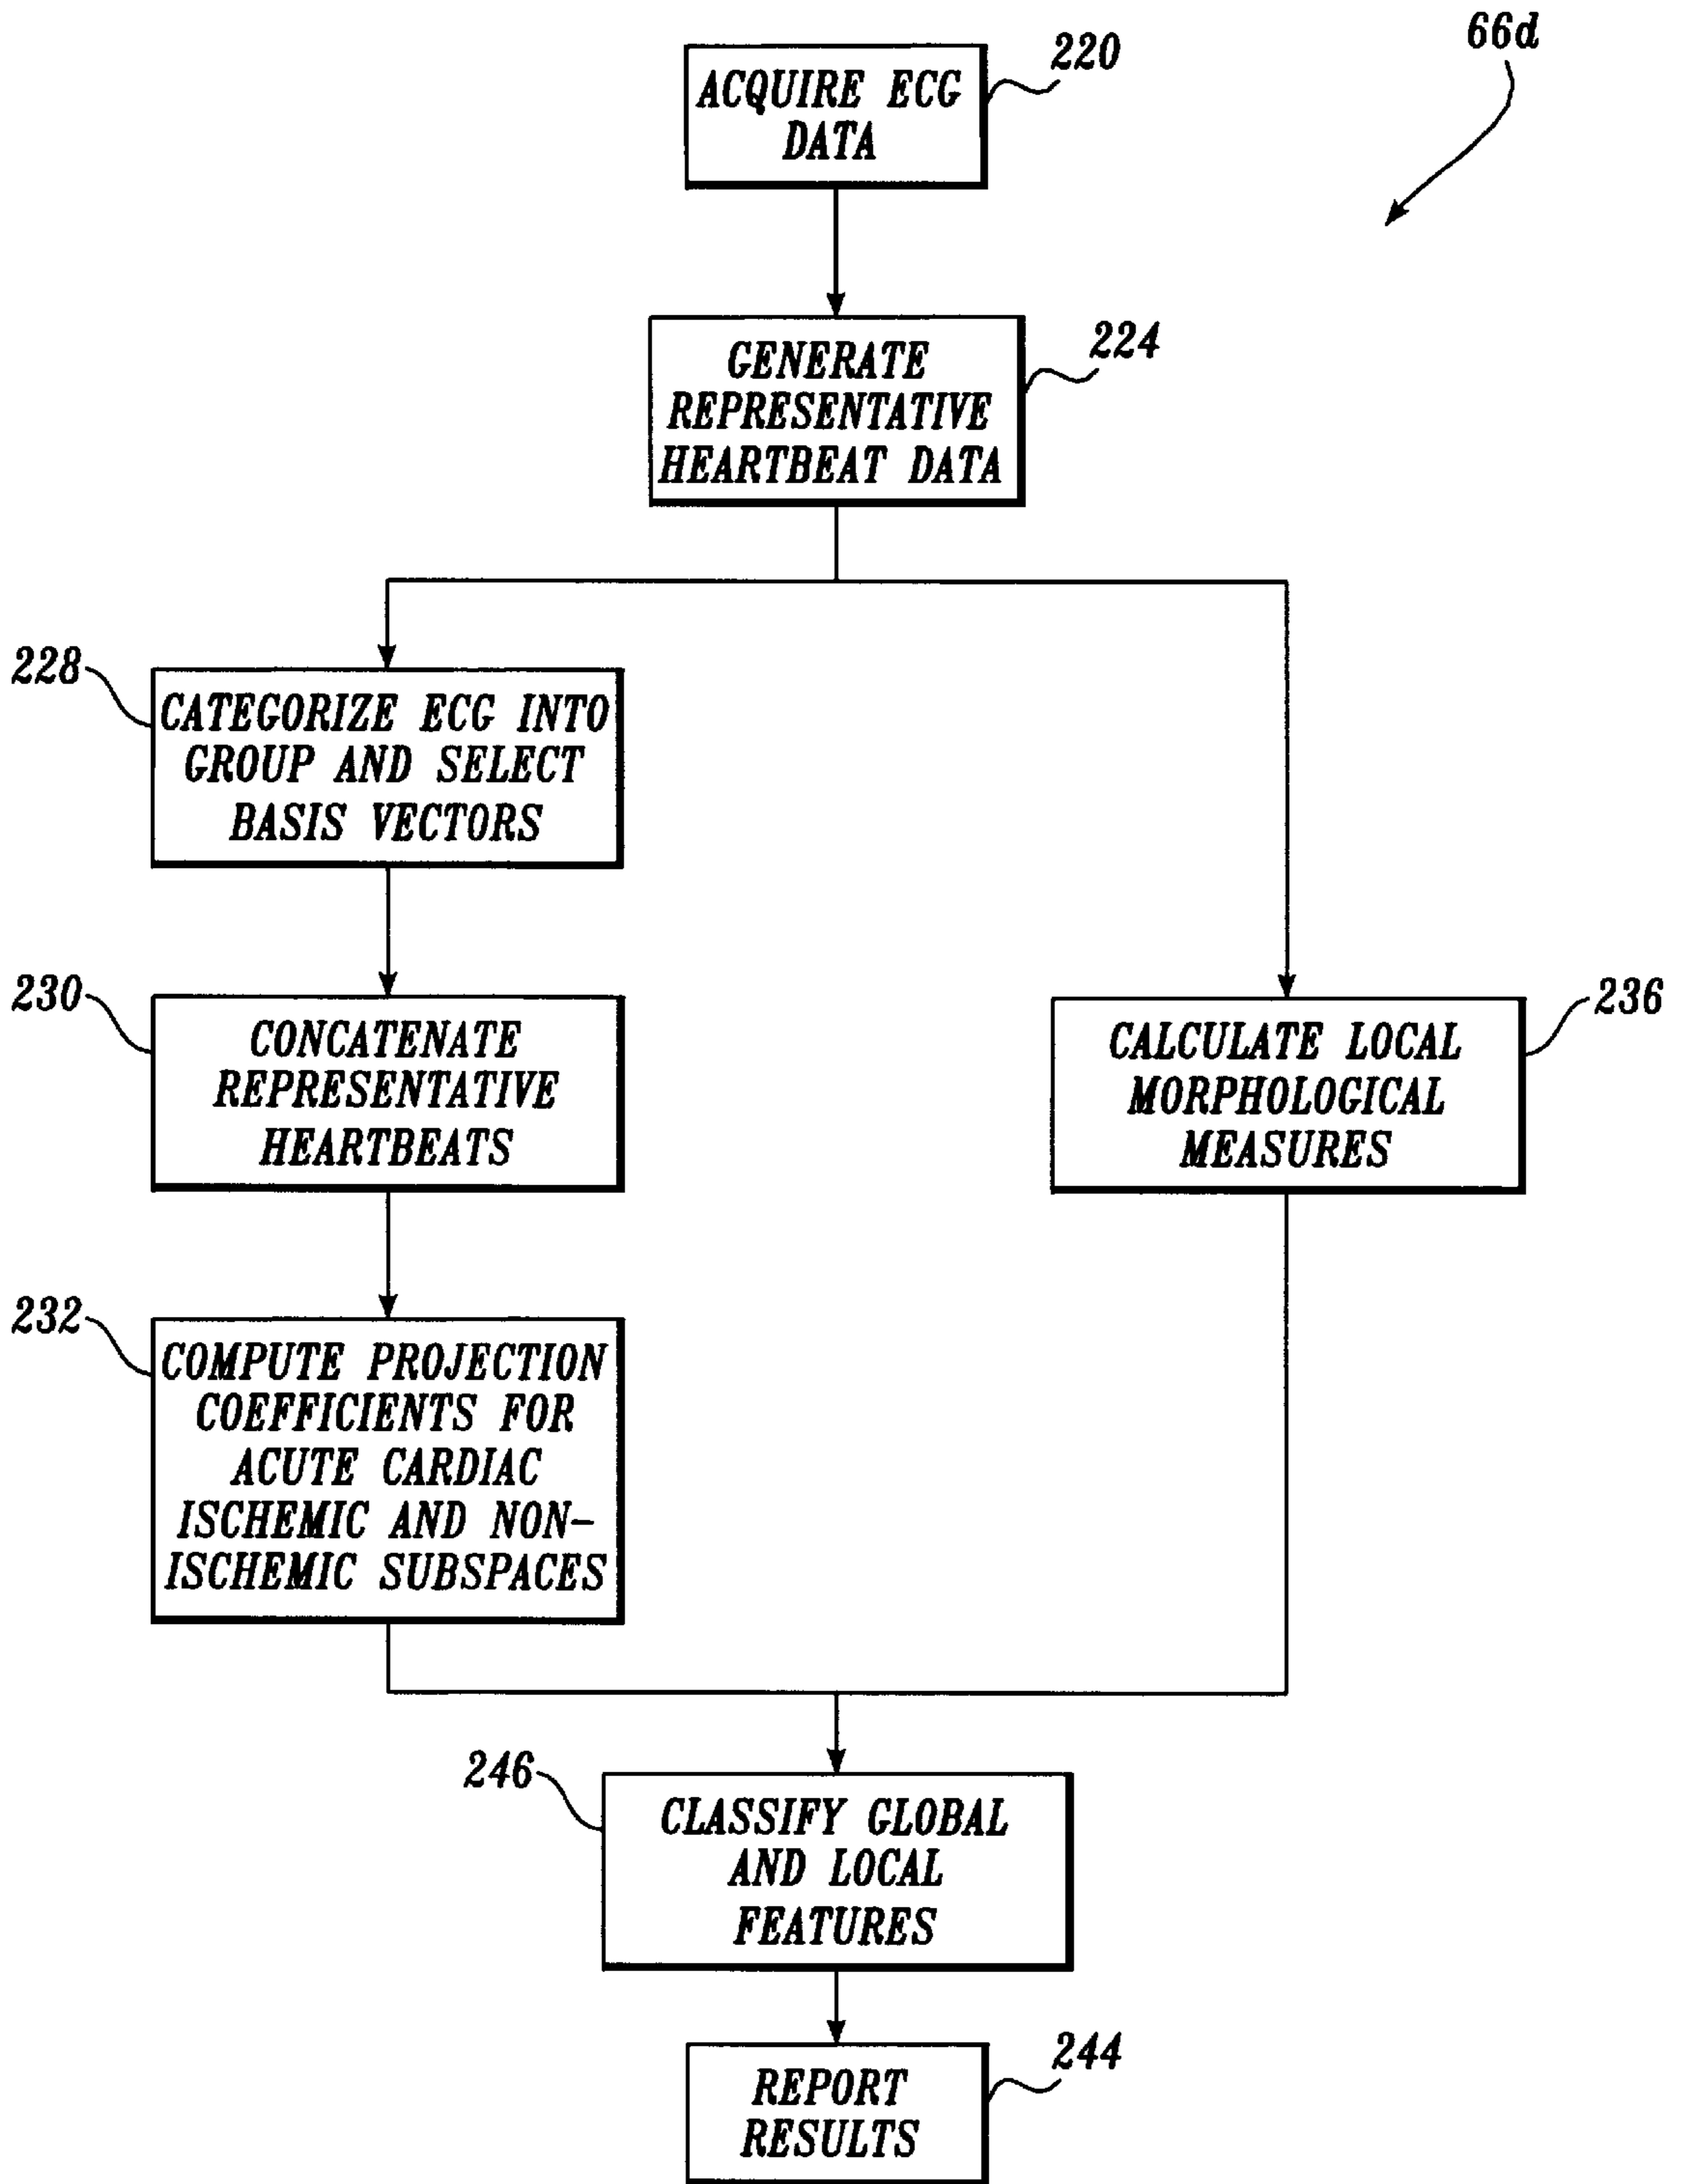 66d
220
ACQUIRE ECG
DATA
224
GENERATE
REPRESENTATIVE
HEARTBEAT DATA
228
CATEGORIZE ECG INTO
GROUP AND SELECT
BASIS VECTORS
230
CONCATENATE
REPRESENTATIVE
HEARTBEATS
236
CALCULATE LOCAL
MORPHOLOGICAL
MEASURES
232
COMPUTE PROJECTION
COEFFICIENTS FOR
ACUTE CARDIAC
ISCHEMIC AND NON-
ISCHEMIC SUBSPACES
246
CLASSIFY GLOBAL
AND LOCAL
FEATURES
244
REPORT
RESULTS